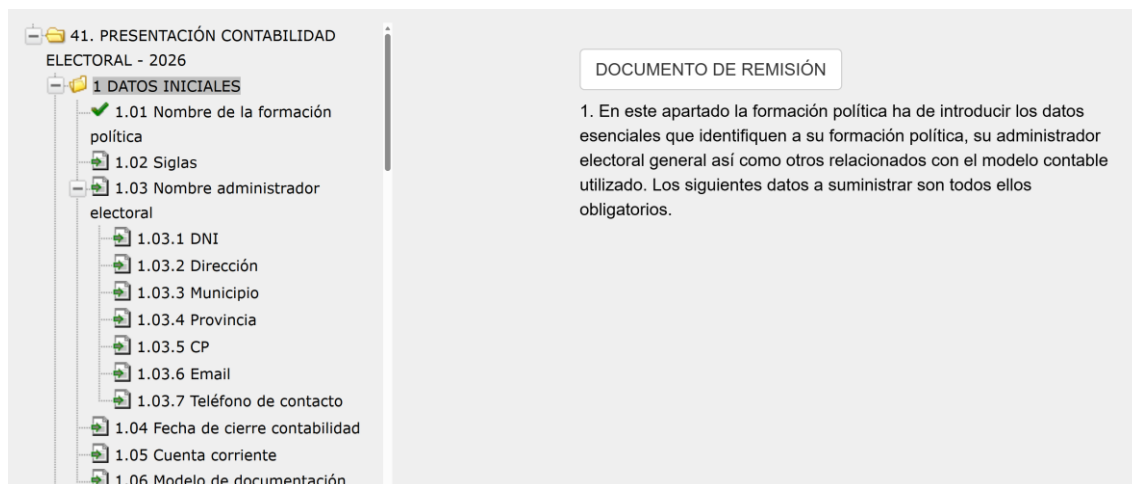 41. PRESENTACIÓN CONTABILIDAD
ELECTORAL - 2026
1 DATOS INICIALES
1.01 Nombre de la formación
política
1.02 Siglas
1.03 Nombre administrador
electoral
1.03.1 DNI
1.03.2 Dirección
1.03.3 Municipio
1.03.4 Provincia
1.03.5 CP
1.03.6 Email
1.03.7 Teléfono de contacto
1.04 Fecha de cierre contabilidad
1.05 Cuenta corriente
1.06 Modelo de documentación
DOCUMENTO DE REMISIÓN
1. En este apartado la formación política ha de introducir los datos
esenciales que identifiquen a su formación política, su administrador
electoral general así como otros relacionados con el modelo contable
utilizado. Los siguientes datos a suministrar son todos ellos
obligatorios.